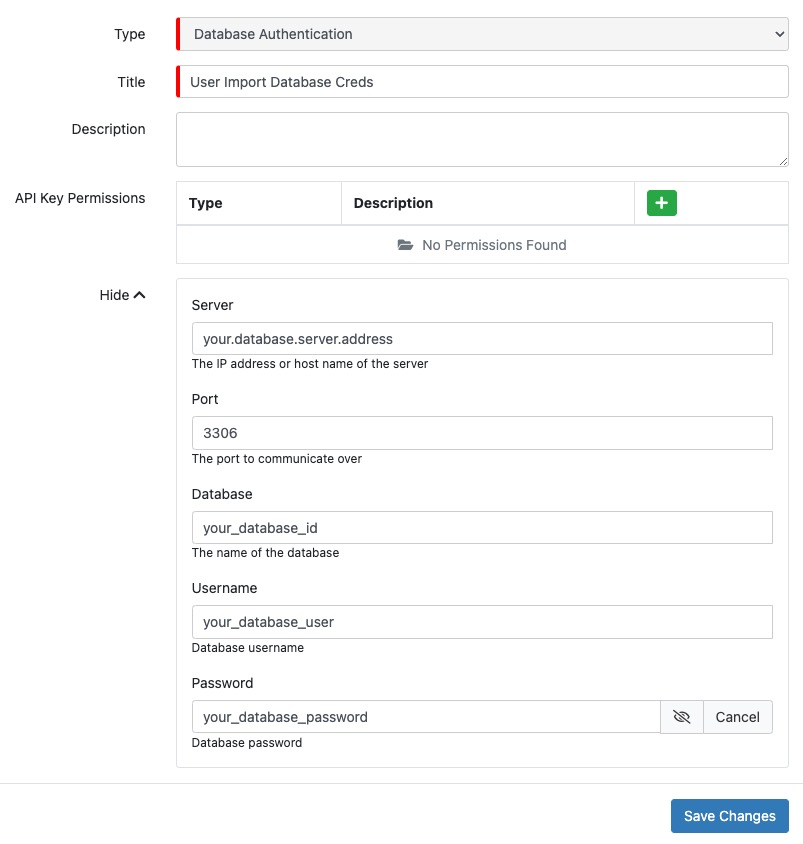 Type
Database Authentication
Title
User Import Database Creds
Description
API Key Permissions
Type Description
No Permissions Found
Hide
Server
your.database.server.address
The IP address or host name of the server
Port
3306
The port to communicate over
Database
your_database_id
The name of the database
Username
your_database_user
Database username
Password
your_database_password
Cancel
Database password
Save Changes